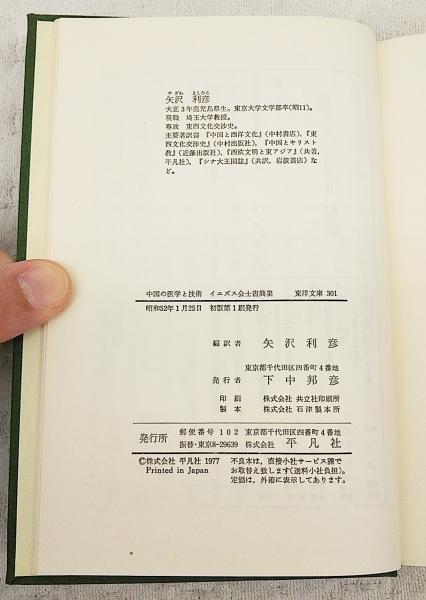 やざわ としひこ
矢沢 利彦
大正3年鹿児島県生。東京大学文学部卒(昭11)。
現職 埼玉大学教授。
専攻 東西文化交渉史。
主要著訳書 『中国と西洋文化』(中村書店),『東
西文化交渉史』(中村出版社),『中国とキリスト
教』(近藤出版社),『西欧文明と東アジア』(共著,
平凡社),『シナ大王国誌』(共訳,岩波書店)な
ど。
中国の医学と技術 イエズス会士書簡集 東洋文庫 301
昭和52年1月25日 初版第1刷発行
編訳者 矢沢利彦
東京都千代田区四番町4番地
発行者 下中邦彦
印刷 株式会社 共立社印刷所
製本 株式会社 石津製本所
発行所 郵便番号 102 東京都千代田区四番町4番地
振替・東京8-29639 株式会社 平凡社
©株式会社 平凡社 1977
Printed in Japan
不良本は,直接小社サービス課で
お取替え致します(送料小社負担)。
定価は,外箱に表示してあります。